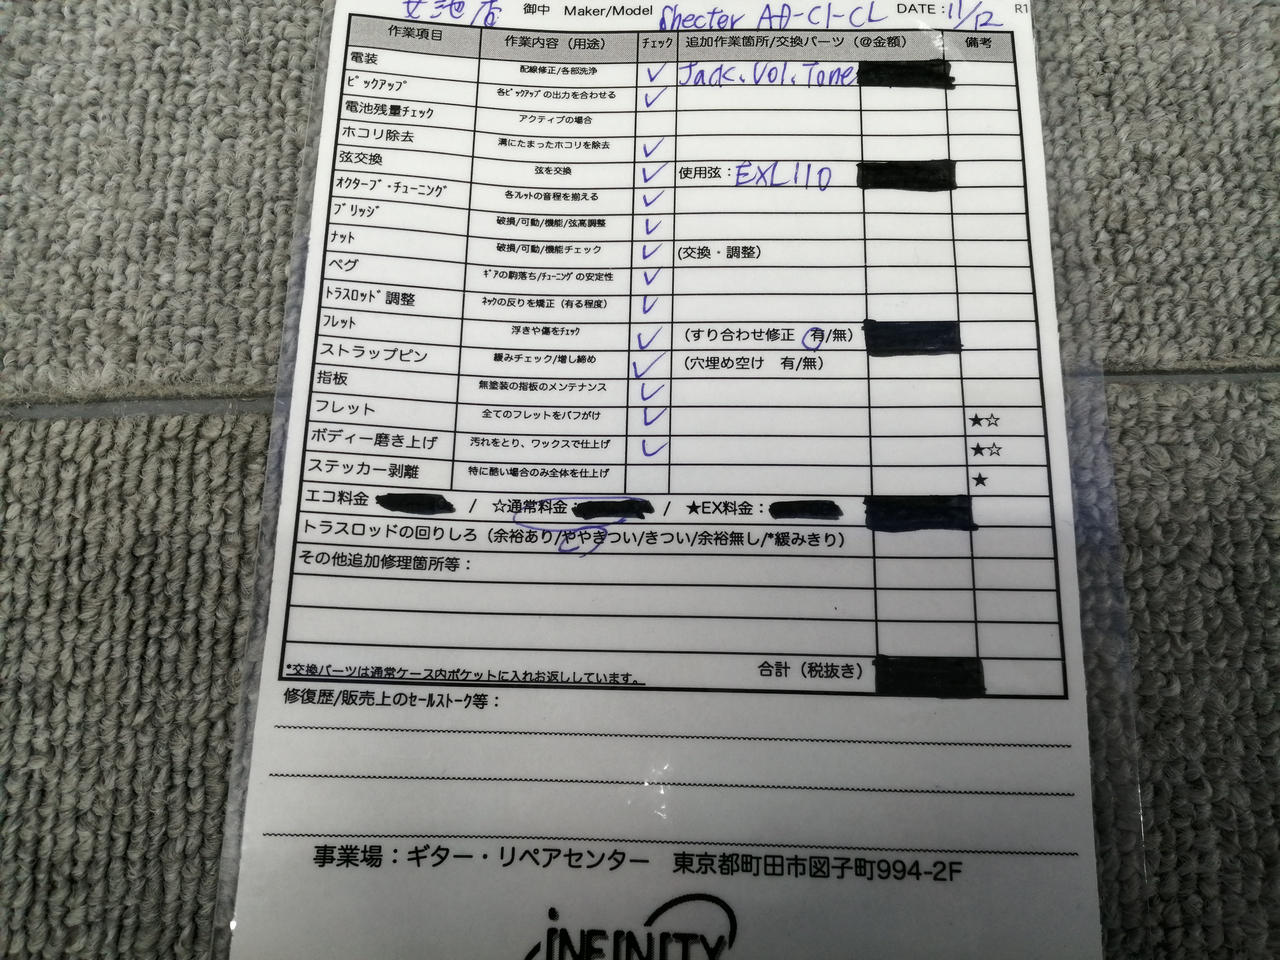 女池店 御中 Maker/Model Shecter AD-C1-CL DATE:11/12 R1
作業項目 作業内容（用途） チェック 追加作業箇所/交換パーツ（@金額） 備考
電装 配線修正/各部洗浄 ✓ Jack、Vol、Tone
ﾋﾟｯｸｱｯﾌﾟ 各ﾋﾟｯｸｱｯﾌﾟの出力を合わせる ✓
電池残量ﾁｪｯｸ アクティブの場合
ホコリ除去 溝にたまったホコリを除去 ✓
弦交換 弦を交換 ✓ 使用弦：EXL110
ｵｸﾀｰﾌﾞ・ﾁｭｰﾆﾝｸﾞ 各ﾌﾚｯﾄの音程を揃える ✓
ﾌﾞﾘｯｼﾞ 破損/可動/機能/弦高調整 ✓
ﾅｯﾄ 破損/可動/機能チェック ✓ (交換・調整)
ペグ ｷﾞｱの駒落ち/ﾁｭｰﾆﾝｸﾞの安定性 ✓
ﾄﾗｽﾛｯﾄﾞ調整 ﾈｯｸの反りを矯正（有る程度） ✓
ﾌﾚｯﾄ 浮きや傷をﾁｪｯｸ ✓ (すり合わせ修正 有/無)
ストラップピン 緩みチェック/増し締め ✓ (穴埋め空け 有/無)
指板 無塗装の指板のメンテナンス ✓
フレット 全てのフレットをバフがけ ✓ ★☆
ボディー磨き上げ 汚れをとり、ワックスで仕上げ ✓ ★☆
ステッカー剥離 特に酷い場合のみ全体を仕上げ ★
エコ料金 / ☆通常料金： / ★EX料金：
トラスロッドの回りしろ（余裕あり/ややきつい/きつい/余裕無し/*緩みきり）
その他追加修理箇所等：
*交換パーツは通常ケース内ポケットに入れお返ししています。 合計（税抜き）
修復歴/販売上のｾｰﾙｽﾄｰｸ等：
事業場：ギター・リペアセンター 東京都町田市図子町994-2F
iNFINITY